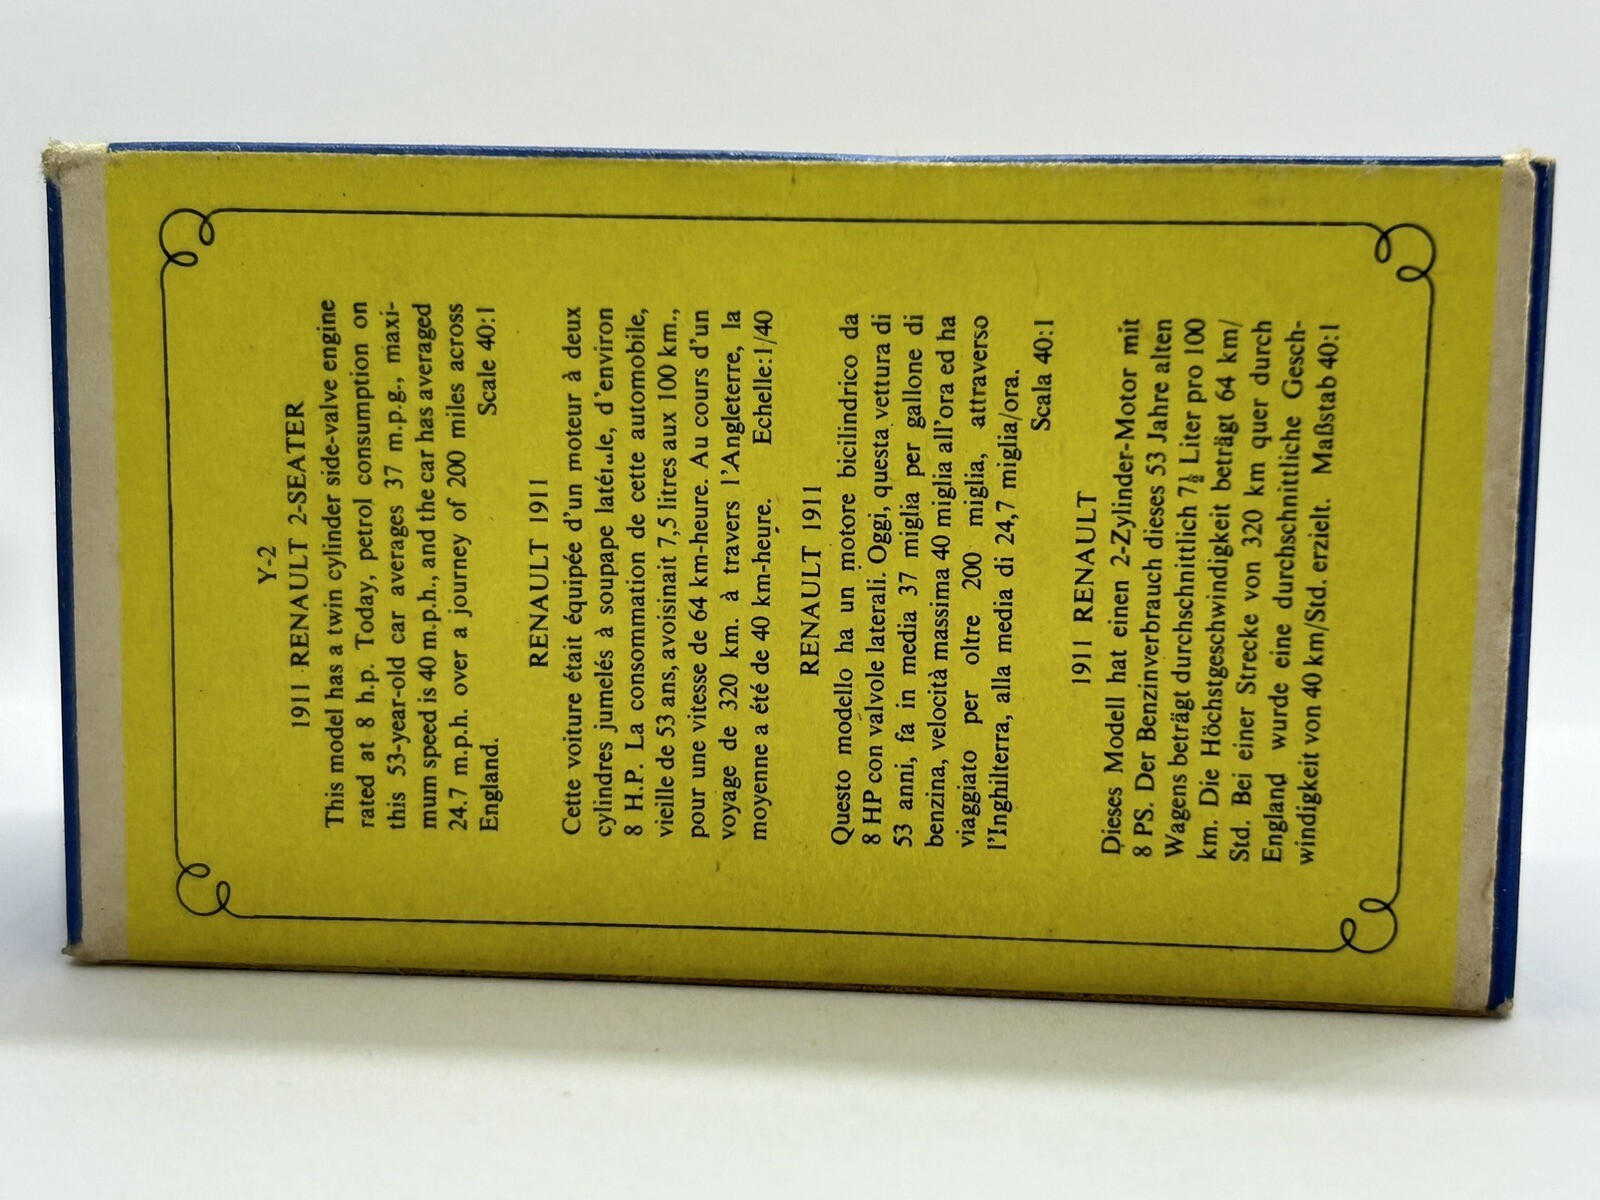 Y-2
1911 RENAULT 2-SEATER
This model has a twin cylinder side-valve engine
rated at 8 h.p. Today, petrol consumption on
this 53-year-old car averages 37 m.p.g., maxi-
mum speed is 40 m.p.h., and the car has averaged
24.7 m.p.h. over a journey of 200 miles across
England. Scale 40:1
RENAULT 1911
Cette voiture était équipée d'un moteur à deux
cylindres jumelés à soupape d'environ
8 H.P. La consommation de cette automobile,
vieille de 53 ans, avoisinait 7,5 litres aux 100 km.,
pour une vitesse de 64 km-heure. Au cours d'un
voyage de 320 km. à travers l'Angleterre, la
moyenne a été de 40 km-heure. Echelle:1/40
RENAULT 1911
Questo modello ha un motore bicilindrico da
8 HP con valvole laterali. Oggi, questa vettura di
53 anni, fa in media 37 miglia per gallone di
benzina, velocità massima 40 miglia all'ora ed ha
viaggiato per oltre 200 miglia, attraverso
l'Inghilterra, alla media di 24,7 miglia/ora.
Scala 40:1
1911 RENAULT
Dieses Modell hat einen 2-Zylinder-Motor mit
8 PS. Der Benzinverbrauch dieses 53 Jahre alten
Wagens beträgt durchschnittlich 7½ Liter pro 100
km. Die Höchstgeschwindigkeit beträgt 64 km/
Std. Bei einer Strecke von 320 km quer durch
England wurde eine durchschnittliche Gesch-
windigkeit von 40 km/Std. erzielt. Maßstab 40:1